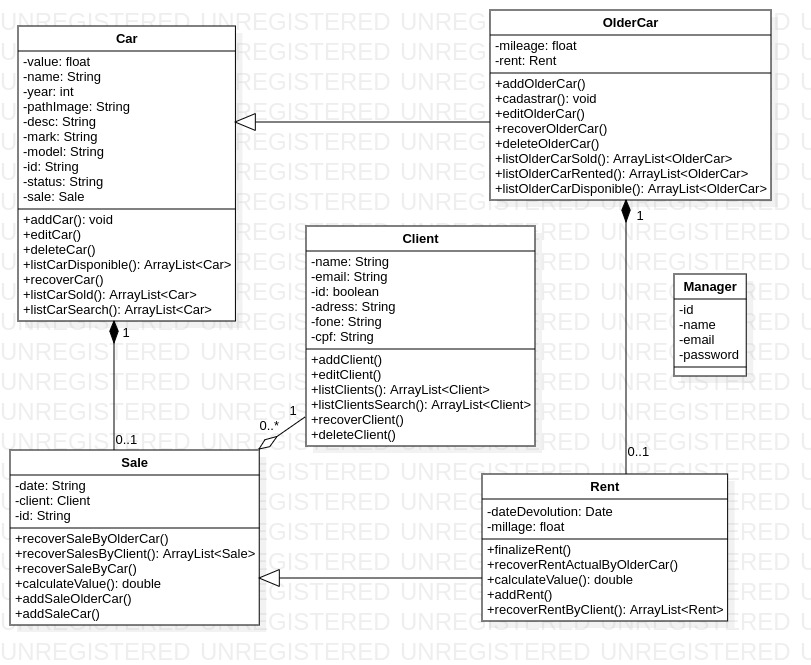 Car
-value: float
-name: String
-year: int
-pathImage: String
-desc: String
-mark: String
-model: String
-id: String
-status: String
-sale: Sale
+addCar(): void
+editCar()
+deleteCar()
+listCarDisponible(): ArrayList<Car>
+recoverCar()
+listCarSold(): ArrayList<Car>
+listCarSearch(): ArrayList<Car>
1
0..1
OlderCar
-mileage: float
-rent: Rent
+addOlderCar()
+cadastrar(): void
+editOlderCar()
+recoverOlderCar()
+deleteOlderCar()
+listOlderCarSold(): ArrayList<OlderCar>
+listOlderCarRented(): ArrayList<OlderCar>
+listOlderCarDisponible(): ArrayList<OlderCar>
1
0..1
Client
-name: String
-email: String
-id: boolean
-adress: String
-fone: String
-cpf: String
+addClient()
+editClient()
+listClients(): ArrayList<Client>
+listClientsSearch(): ArrayList<Client>
+recoverClient()
+deleteClient()
1
0..*
Manager
-id
-name
-email
-password
Sale
-date: String
-client: Client
-id: String
+recoverSaleByOlderCar()
+recoverSalesByClient(): ArrayList<Sale>
+recoverSaleByCar()
+calculateValue(): double
+addSaleOlderCar()
+addSaleCar()
Rent
-dateDevolution: Date
-millage: float
+finalizeRent()
+recoverRentActualByOlderCar()
+calculateValue(): double
+addRent()
+recoverRentByClient(): ArrayList<Rent>
UNREGISTERED